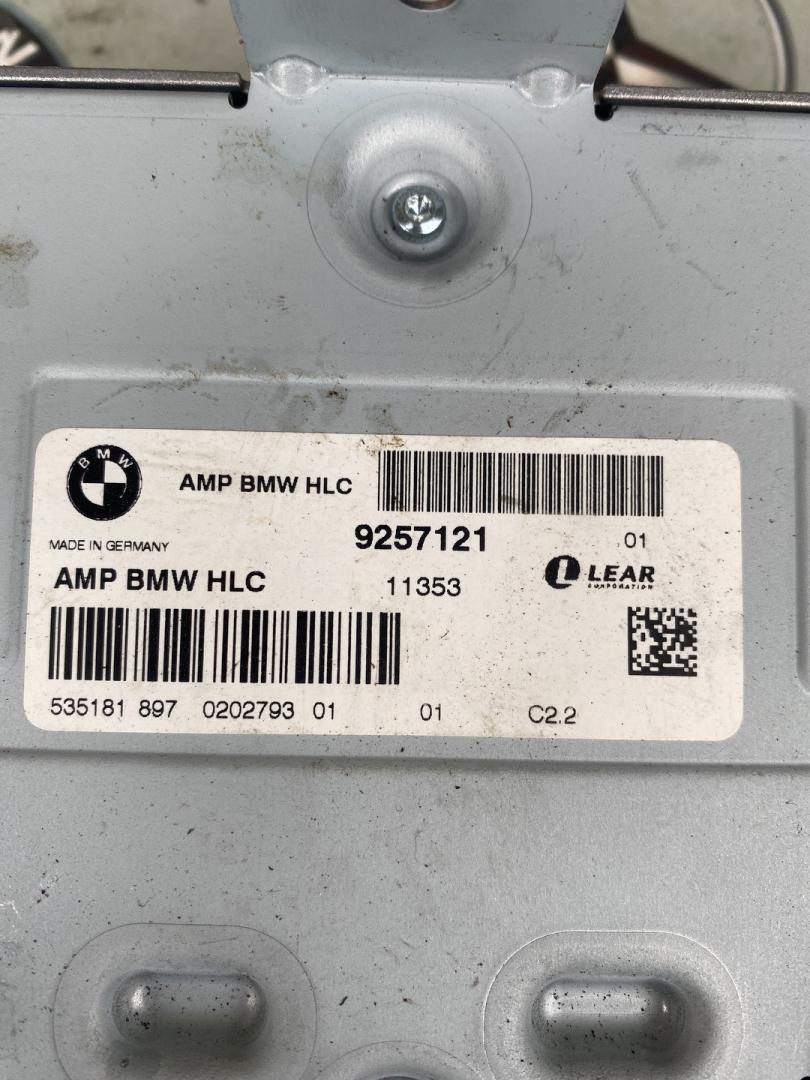 BMW
AMP BMW HLC
MADE IN GERMANY
9257121
01
AMP BMW HLC
11353
LEAR
CORPORATION
535181 897 0202793 01 01 C2.2